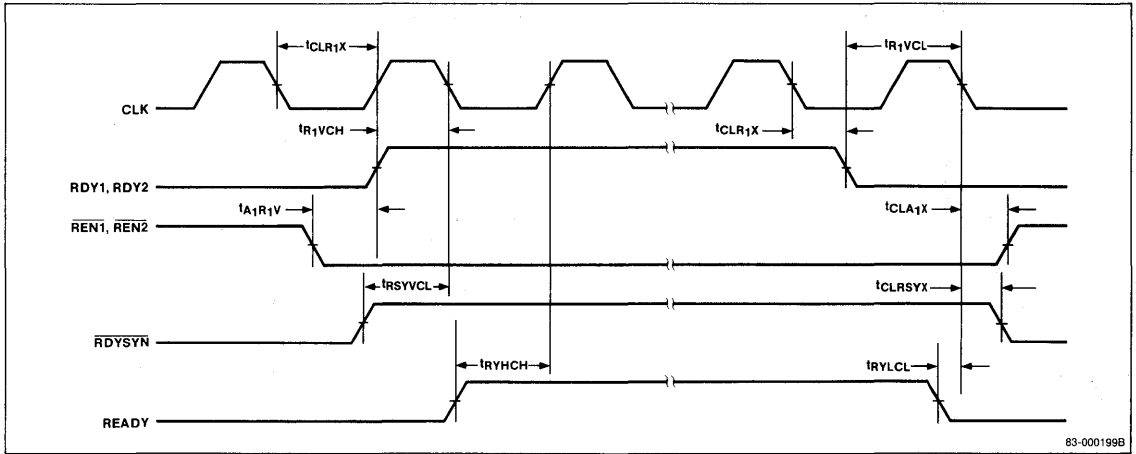 tCLR1X
tR1VCL
CLK
tR1VCH
tCLR1X
RDY1, RDY2
tA1R1V
tCLA1X
REN1, REN2
tRSYVCL
tCLRSYX
RDYSYN
tRYHCH
tRYLCL
READY
83-000199B